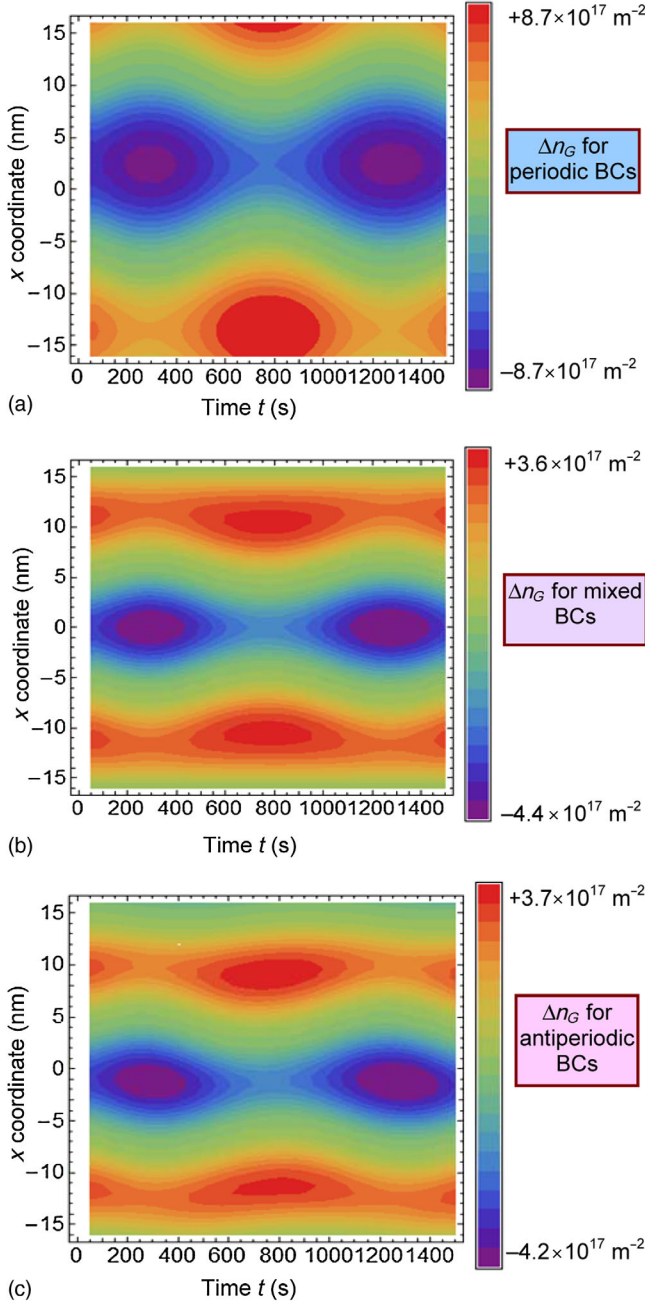 +8.7×10¹⁷ m⁻²
15
10
5
0
−5
−10
−15
x coordinate (nm)
Δn_G for
periodic BCs
−8.7×10¹⁷ m⁻²
0 200 400 600 800 1000 1200 1400
(a)
Time t (s)
+3.6×10¹⁷ m⁻²
15
10
5
0
−5
−10
−15
x coordinate (nm)
Δn_G for mixed
BCs
−4.4×10¹⁷ m⁻²
0 200 400 600 800 1000 1200 1400
(b)
Time t (s)
+3.7×10¹⁷ m⁻²
15
10
5
0
−5
−10
−15
x coordinate (nm)
Δn_G for
antiperiodic
BCs
−4.2×10¹⁷ m⁻²
0 200 400 600 800 1000 1200 1400
(c)
Time t (s)